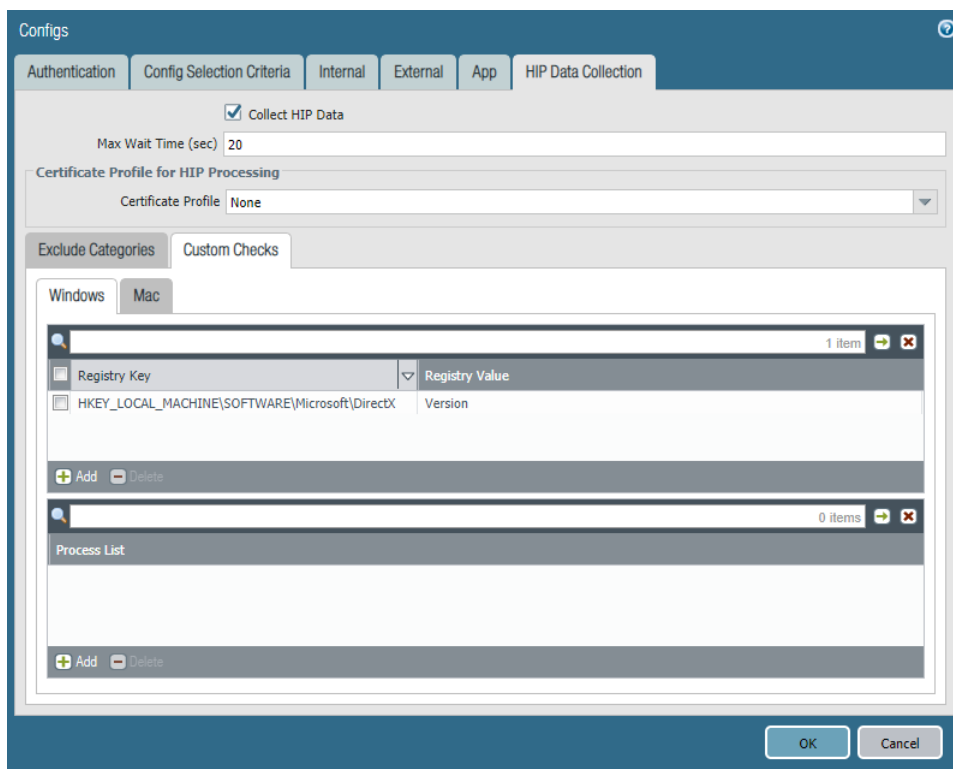 Configs
Authentication Config Selection Criteria Internal External App HIP Data Collection
Collect HIP Data
Max Wait Time (sec) 20
Certificate Profile for HIP Processing
Certificate Profile None
Exclude Categories Custom Checks
Windows Mac
1 item
Registry Key Registry Value
HKEY_LOCAL_MACHINE\SOFTWARE\Microsoft\DirectX Version
Add Delete
0 items
Process List
Add Delete
OK Cancel